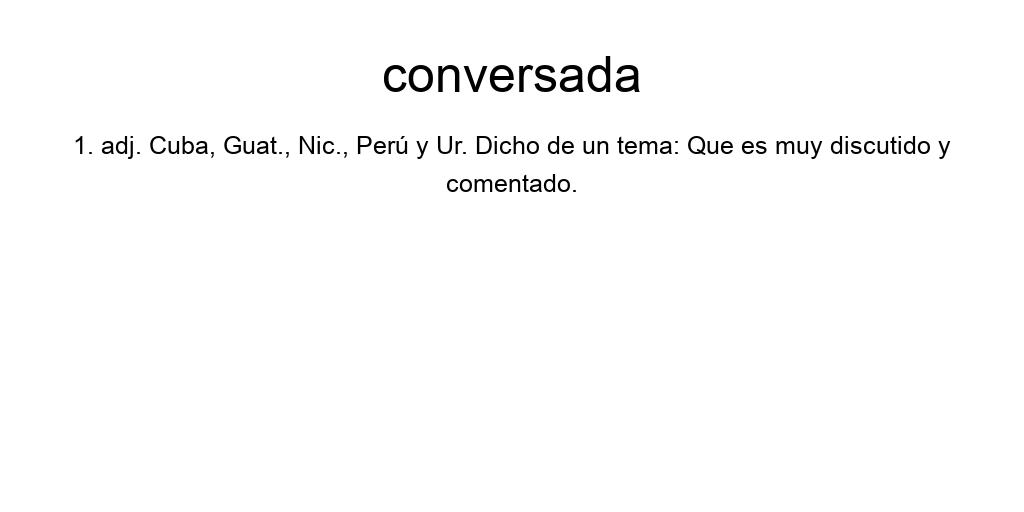 conversada
1. adj. Cuba, Guat., Nic., Perú y Ur. Dicho de un tema: Que es muy discutido y
comentado.